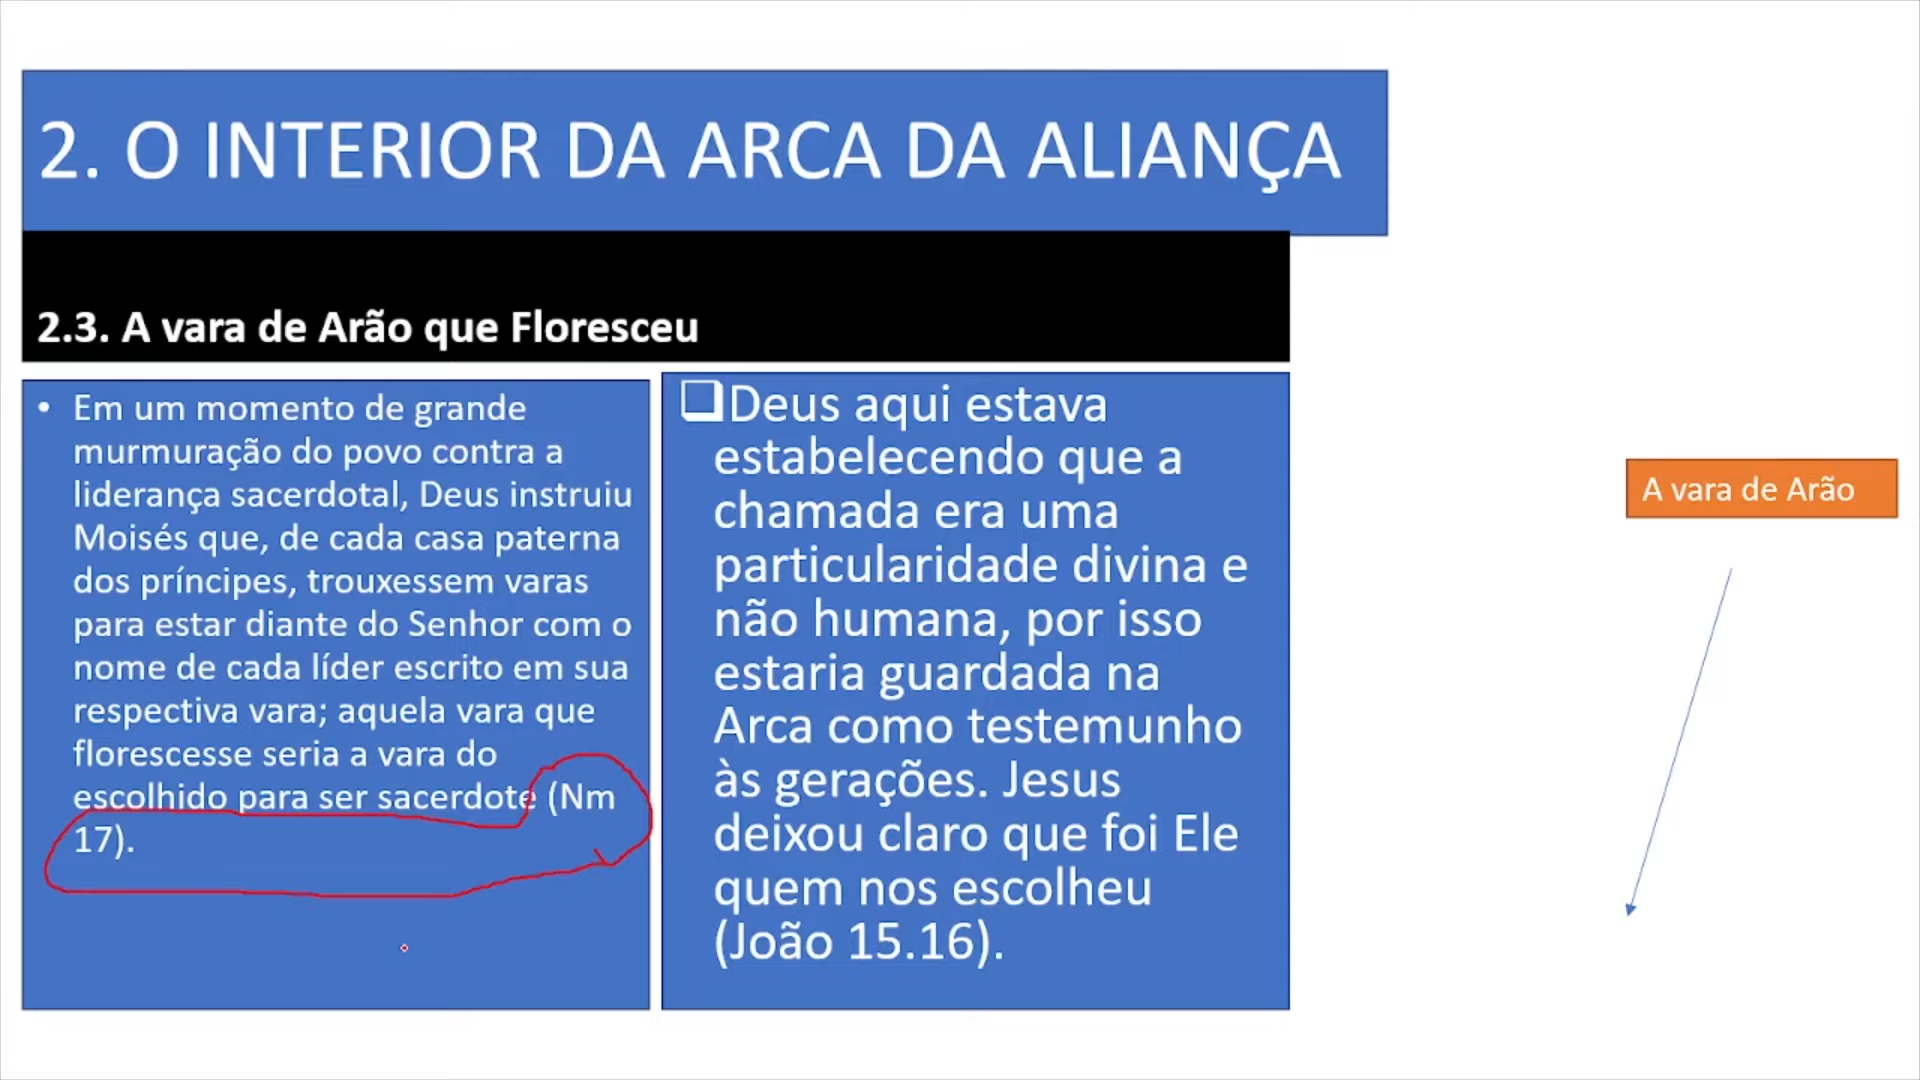 2. O INTERIOR DA ARCA DA ALIANÇA
2.3. A vara de Arão que Floresceu
• Em um momento de grande
murmuração do povo contra a
liderança sacerdotal, Deus instruiu
Moisés que, de cada casa paterna
dos príncipes, trouxessem varas
para estar diante do Senhor com o
nome de cada líder escrito em sua
respectiva vara; aquela vara que
florescesse seria a vara do
escolhido para ser sacerdote (Nm
17).
❑Deus aqui estava
estabelecendo que a
chamada era uma
particularidade divina e
não humana, por isso
estaria guardada na
Arca como testemunho
às gerações. Jesus
deixou claro que foi Ele
quem nos escolheu
(João 15.16).
A vara de Arão